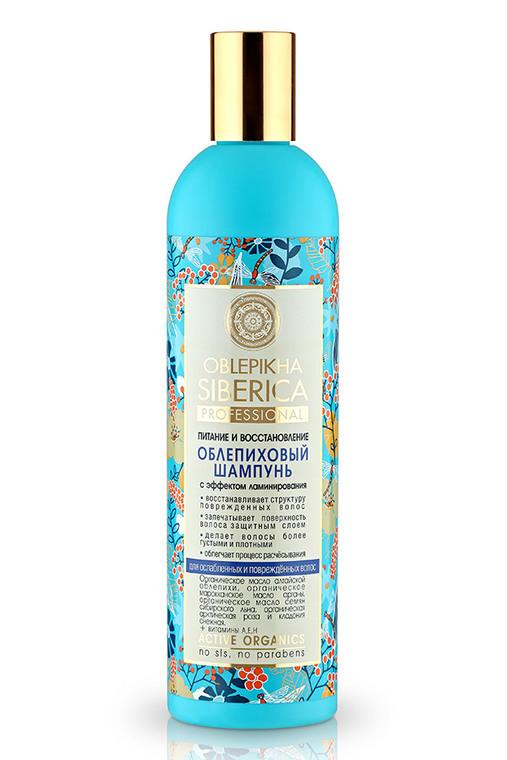 OBLEPIKHA
SIBERICA
PROFESSIONAL
ПИТАНИЕ И ВОССТАНОВЛЕНИЕ
ОБЛЕПИХОВЫЙ
ШАМПУНЬ
с эффектом ламинирования
• восстанавливает структуру
поврежденных волос
• запечатывает поверхность
волоса защитным слоем
• делает волосы более
густыми и плотными
• облегчает процесс расчёсывания
для ослабленных и повреждённых волос
Органическое масло алтайской
облепихи, органическое
марокканское масло арганы,
органическое масло семян
сибирского льна, органическая
арктическая роза и кладония
снежная.
+ витамины A,E,H
ACTIVE ORGANICS
no sls. no parabens